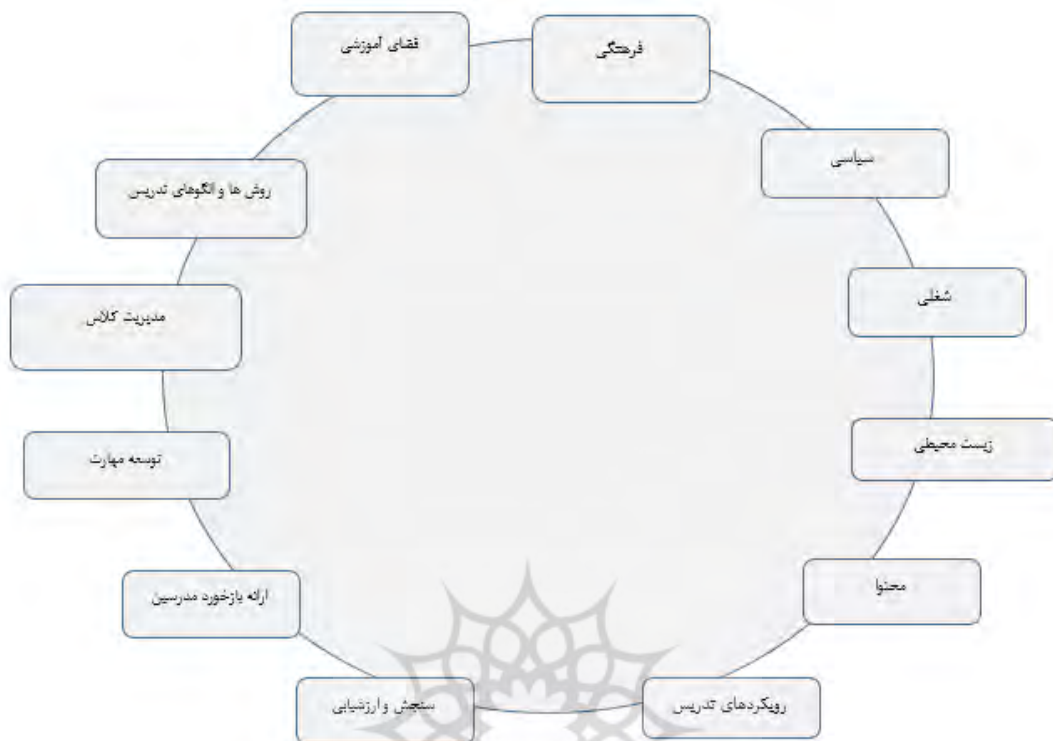 فرهنگی
فضای آموزشی
سیاسی
روش ها و الگوهای تدریس
شغلی
مدیریت کلاس
زیست محیطی
توسعه مهارت
محتوا
ارائه بازخورد مدرسین
رویکردهای تدریس
سنجش و ارزشیابی